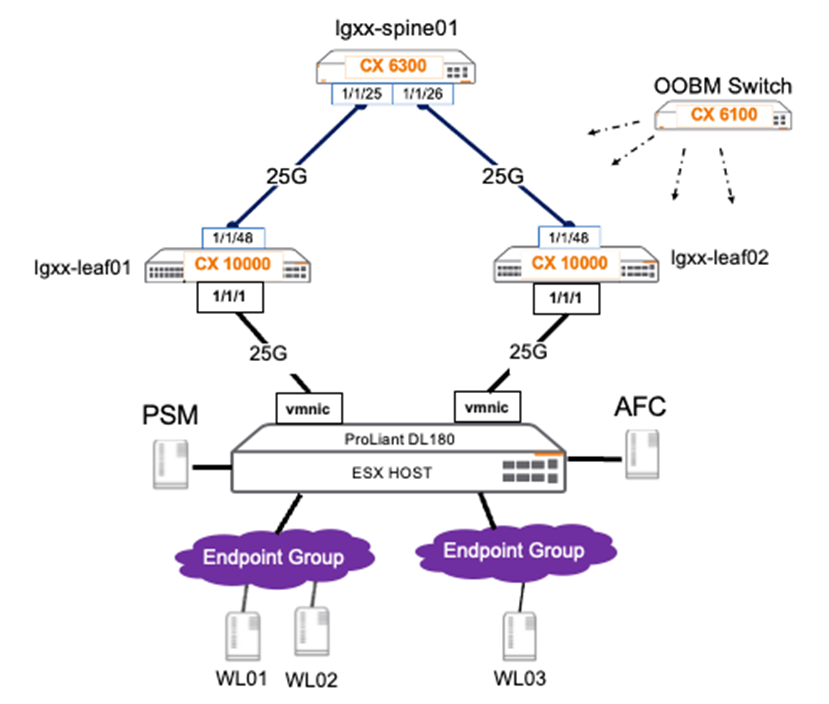 lgxx-spine01
CX 6300
1/1/25 1/1/26
OOBM Switch
CX 6100
25G 25G
1/1/48 1/1/48
lgxx-leaf01 CX 10000 CX 10000 lgxx-leaf02
1/1/1 1/1/1
25G 25G
vmnic vmnic
PSM AFC
ProLiant DL180
ESX HOST
Endpoint Group Endpoint Group
WL01 WL02 WL03